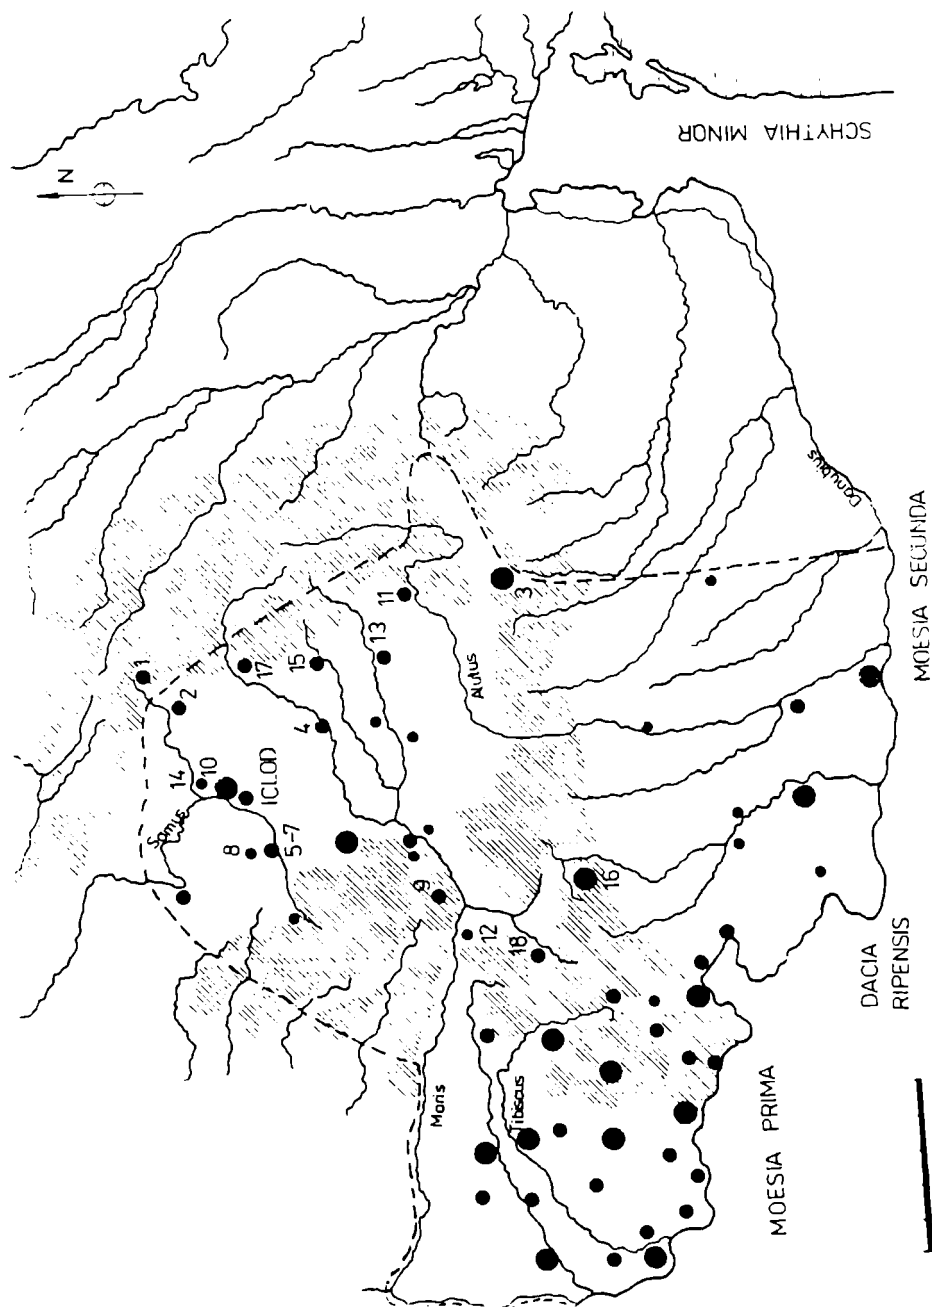 N
SCHYTHIA MINOR
1
2
14
10
Somus
ICLOD
8
5-7
17
15
4
13
11
3
Alutus
9
12
18
16
Maris
Tibiscus
Danubius
MOESIA SECUNDA
DACIA
RIPENSIS
MOESIA PRIMA